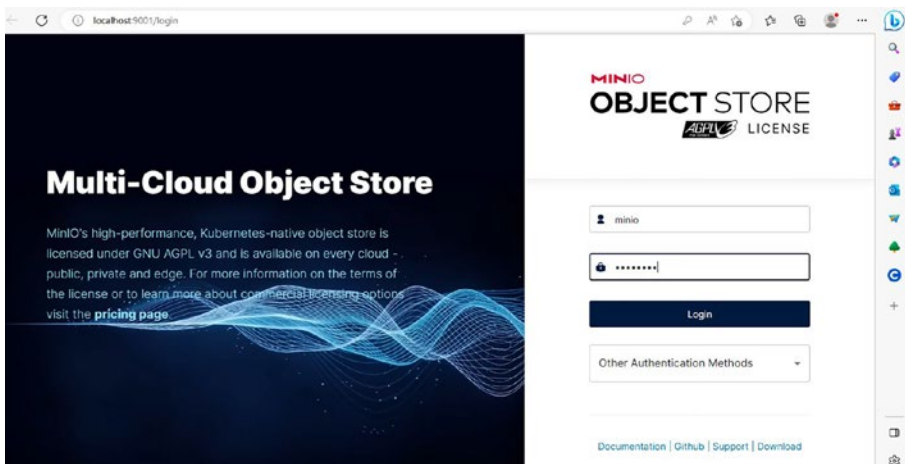 localhost:9001/login
MINIO
OBJECT STORE
AGPLV3 LICENSE
Multi-Cloud Object Store
MinIO's high-performance, Kubernetes-native object store is
licensed under GNU AGPL v3 and is available on every cloud -
public, private and edge. For more information on the terms of
the license or to learn more about commercial licensing options
visit the pricing page
minio
Login
Other Authentication Methods
Documentation | Github | Support | Download